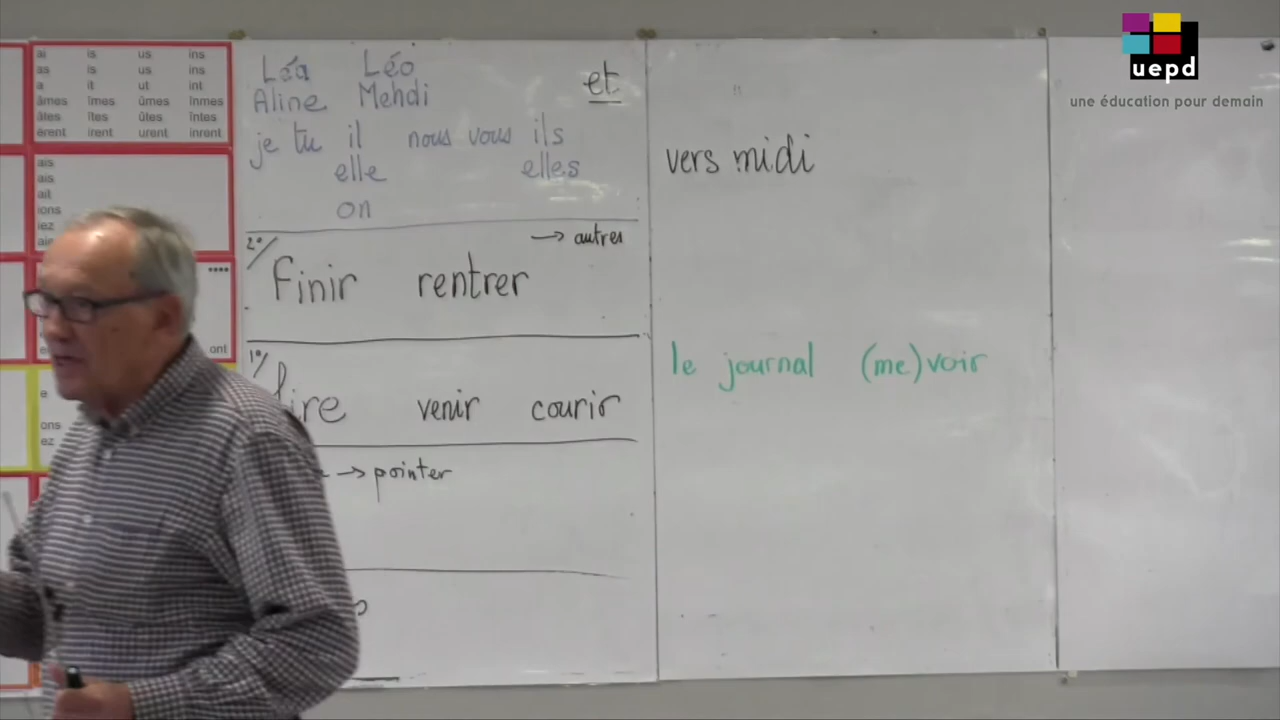 uepd
une éducation pour demain
ai is us ins
as is us ins
a it ut int
âmes îmes ûmes înmes
âtes îtes ûtes întes
èrent irent urent inrent
ais
ais
ait
ions
iez
ont
e
ons
ez
Léa Léo et
Aline Mehdi
je tu il nous vous ils
elle elles
on
2°/ → autres
finir rentrer
1°/
lire venir courir
→ pointer
vers midi
le journal (me)voir